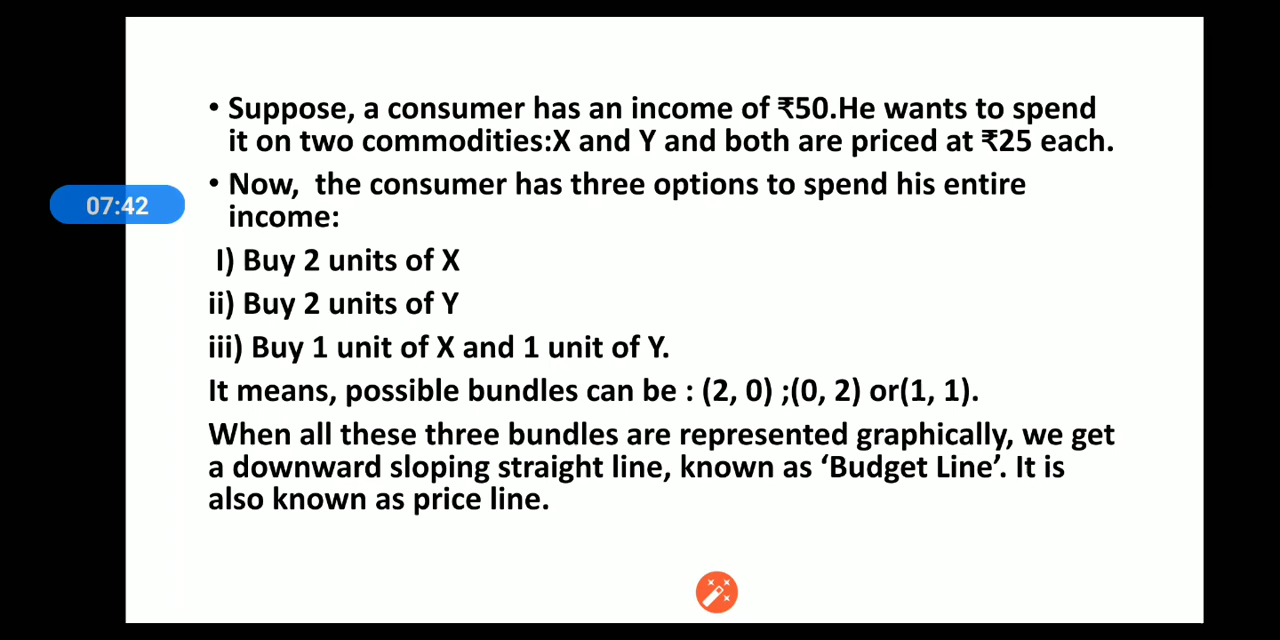 • Suppose, a consumer has an income of ₹50.He wants to spend
it on two commodities:X and Y and both are priced at ₹25 each.
• Now, the consumer has three options to spend his entire
income:
07:42
I) Buy 2 units of X
ii) Buy 2 units of Y
iii) Buy 1 unit of X and 1 unit of Y.
It means, possible bundles can be : (2, 0) ;(0, 2) or(1, 1).
When all these three bundles are represented graphically, we get
a downward sloping straight line, known as ‘Budget Line’. It is
also known as price line.